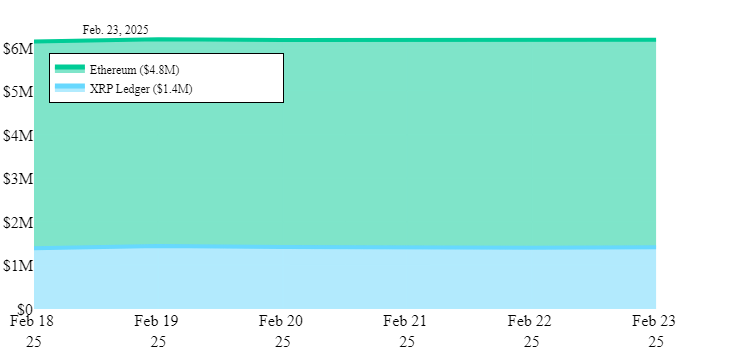 Feb. 23, 2025
Ethereum ($4.8M)
XRP Ledger ($1.4M)
$6M
$5M
$4M
$3M
$2M
$1M
$0
Feb 18
25
Feb 19
25
Feb 20
25
Feb 21
25
Feb 22
25
Feb 23
25